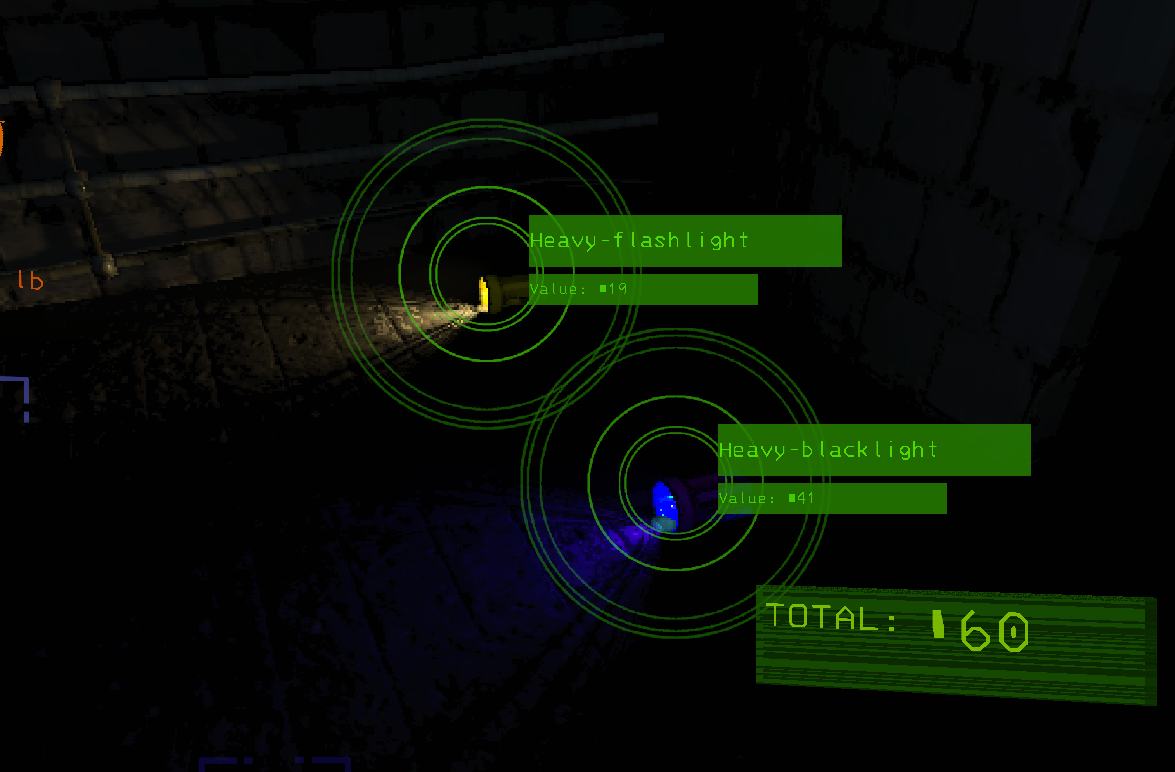 Heavy-flashlight
Value: ■19
lb
Heavy-blacklight
Value: ■41
TOTAL: ▮60